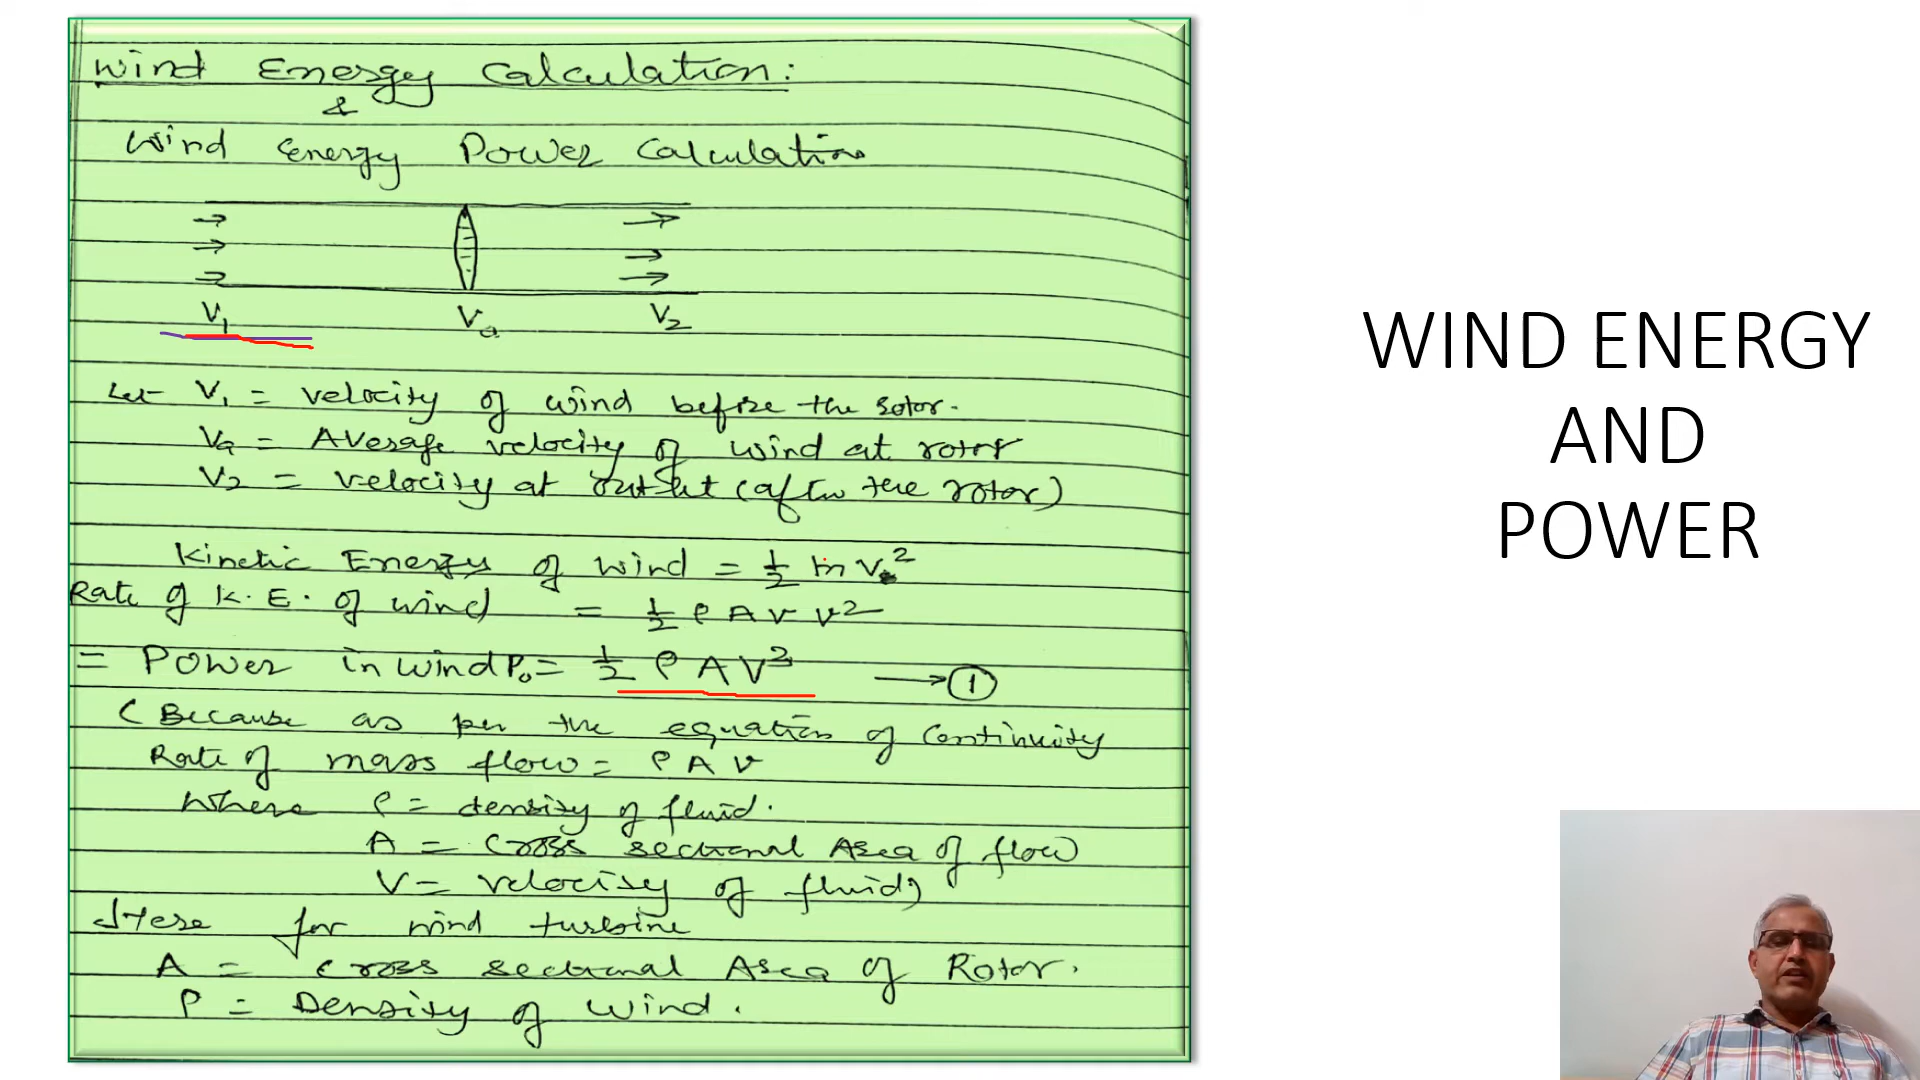 Wind Energy Calculation:
&
Wind Energy Power Calculation
V1 Va V2
Let V1 = velocity of wind before the rotor.
Va = Average velocity of wind at rotor
V2 = velocity at outlet (after the rotor)
Kinetic Energy of wind = 1/2 m V²
Rate of K.E. of wind = 1/2 ρ A V V²
= Power in wind P0 = 1/2 ρ A V³ → 1
(Because as per the equation of Continuity
Rate of mass flow = ρ A V
Where ρ = density of fluid.
A = Cross sectional Area of flow
V = velocity of fluid)
Here for wind turbine
A = Cross sectional Area of Rotor.
ρ = Density of wind.
WIND ENERGY
AND
POWER